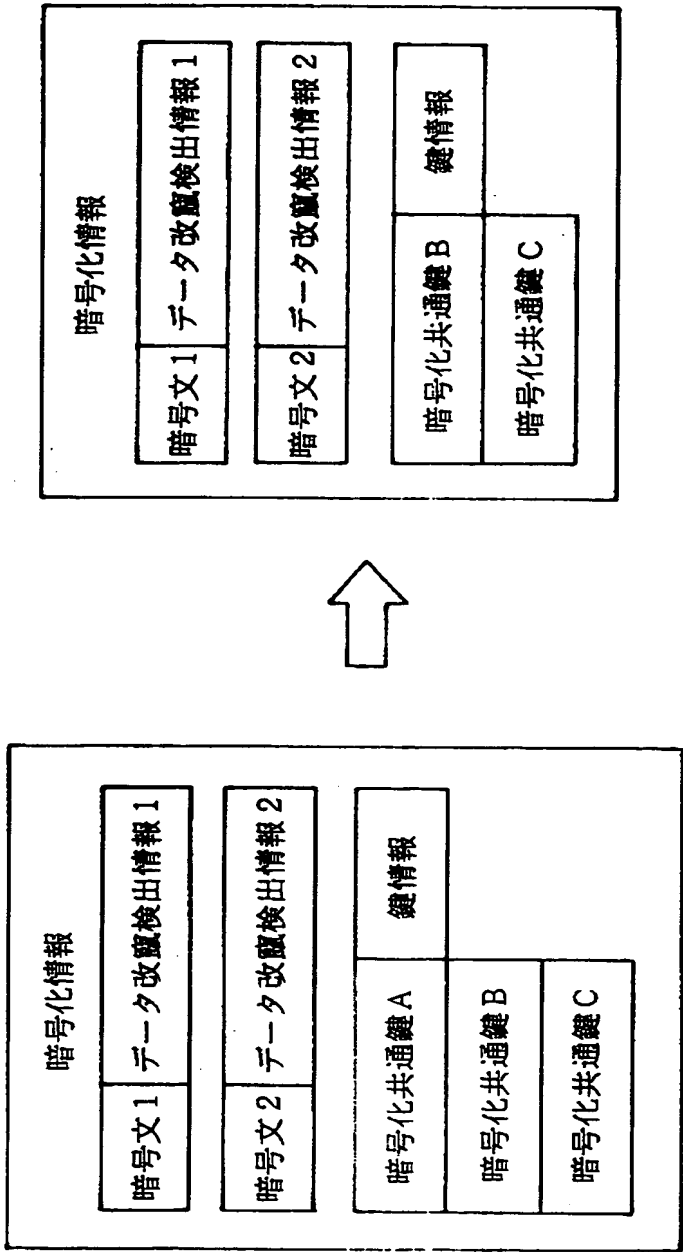 暗号化情報
暗号文1 データ改竄検出情報1
暗号文2 データ改竄検出情報2
暗号化共通鍵A 鍵情報
暗号化共通鍵B
暗号化共通鍵C
暗号化情報
暗号文1 データ改竄検出情報1
暗号文2 データ改竄検出情報2
暗号化共通鍵B 鍵情報
暗号化共通鍵C